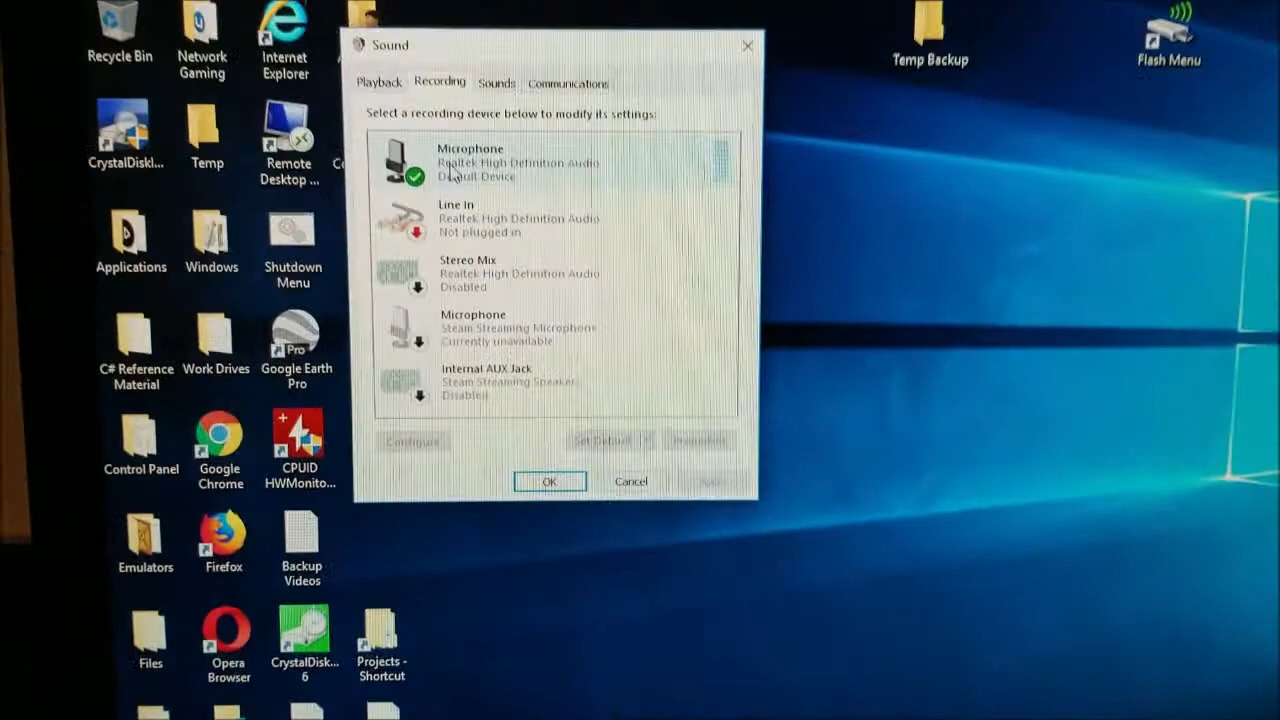 Recycle Bin
Network
Gaming
Internet
Explorer
Temp Backup
Flash Menu
CrystalDiskI...
Temp
Remote
Desktop ...
Applications
Windows
Shutdown
Menu
C# Reference
Material
Work Drives
Pro
Google Earth
Pro
Control Panel
Google
Chrome
CPUID
HWMonito...
Emulators
Firefox
Backup
Videos
Files
Opera
Browser
CrystalDisk...
6
Projects -
Shortcut
Sound
Playback Recording Sounds Communications
Select a recording device below to modify its settings:
Microphone
Realtek High Definition Audio
Default Device
Line In
Realtek High Definition Audio
Not plugged in
Stereo Mix
Realtek High Definition Audio
Disabled
Microphone
Steam Streaming Microphone
Currently unavailable
Internal AUX Jack
Steam Streaming Speakers
Disabled
Configure Set Default Properties
OK Cancel